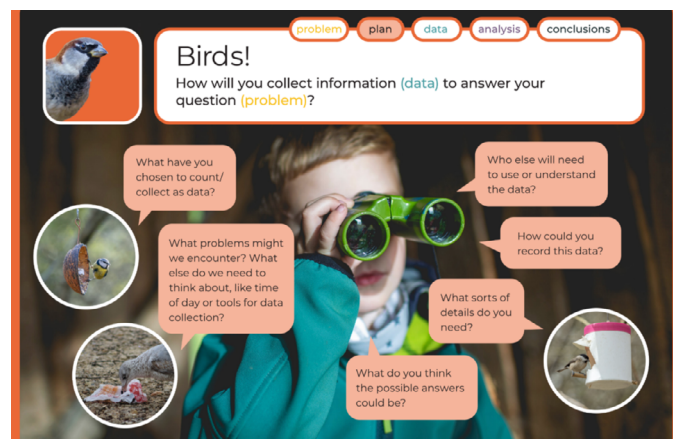 problem
plan
data
analysis
conclusions
Birds!
How will you collect information (data) to answer your
question (problem)?
What have you
chosen to count/
collect as data?
Who else will need
to use or understand
the data?
What problems might
we encounter? What
else do we need to
think about, like time
of day or tools for data
collection?
How could you
record this data?
What sorts of
details do you
need?
What do you think
the possible answers
could be?